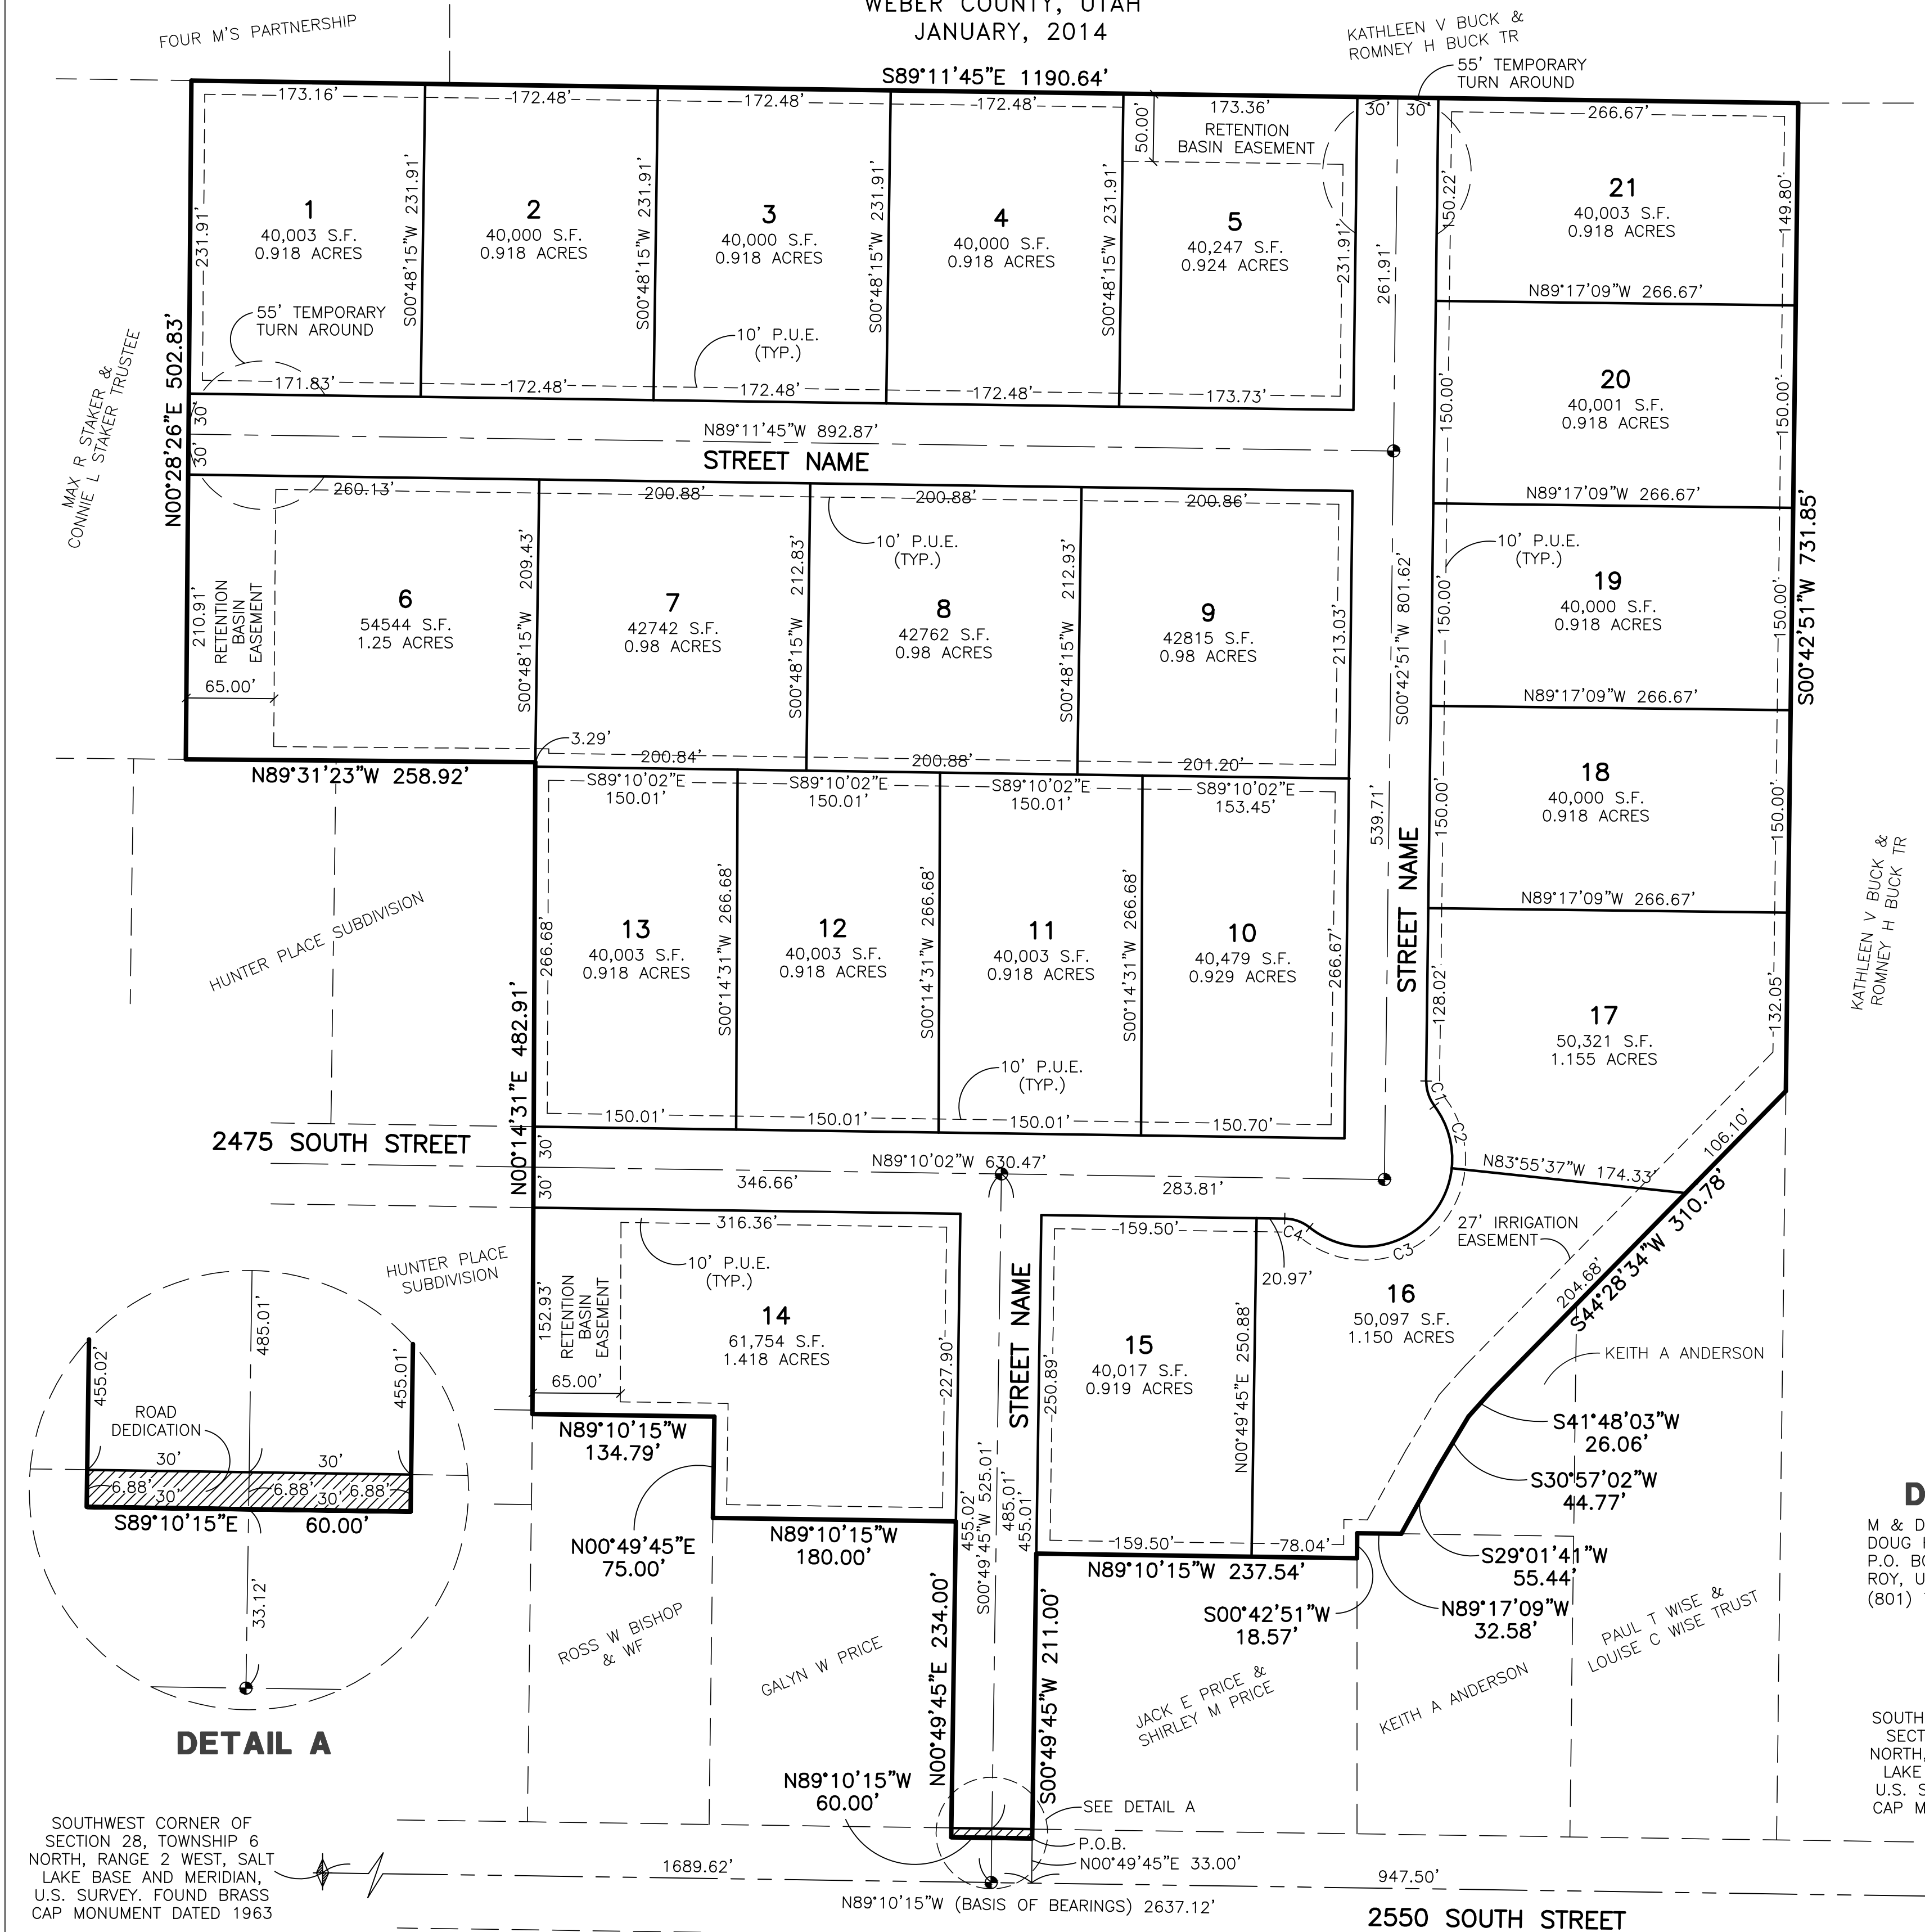 WEBER COUNTY, UTAH
JANUARY, 2014
FOUR M'S PARTNERSHIP
KATHLEEN V BUCK &
ROMNEY H BUCK TR
55' TEMPORARY
TURN AROUND
S89°11'45"E 1190.64'
173.16'
172.48'
172.48'
172.48'
173.36'
30'
30'
266.67'
50.00'
RETENTION
BASIN EASEMENT
231.91'
1
40,003 S.F.
0.918 ACRES
S00°48'15"W 231.91'
2
40,000 S.F.
0.918 ACRES
S00°48'15"W 231.91'
3
40,000 S.F.
0.918 ACRES
S00°48'15"W 231.91'
4
40,000 S.F.
0.918 ACRES
S00°48'15"W 231.91'
5
40,247 S.F.
0.924 ACRES
231.91'
261.91'
150.22'
21
40,003 S.F.
0.918 ACRES
149.80'
N89°17'09"W 266.67'
55' TEMPORARY
TURN AROUND
10' P.U.E.
(TYP.)
171.83'
172.48'
172.48'
172.48'
173.73'
MAX R STAKER &
CONNIE L STAKER TRUSTEE
N00°28'26"E 502.83'
30'
30'
N89°11'45"W 892.87'
STREET NAME
150.00'
20
40,001 S.F.
0.918 ACRES
150.00'
N89°17'09"W 266.67'
260.13'
200.88'
200.88'
200.86'
10' P.U.E.
(TYP.)
210.91'
RETENTION
BASIN
EASEMENT
65.00'
6
54544 S.F.
1.25 ACRES
S00°48'15"W 209.43'
7
42742 S.F.
0.98 ACRES
S00°48'15"W 212.83'
8
42762 S.F.
0.98 ACRES
S00°48'15"W 212.93'
9
42815 S.F.
0.98 ACRES
213.03'
S00°42'51"W 801.62'
10' P.U.E.
(TYP.)
150.00'
19
40,000 S.F.
0.918 ACRES
150.00'
S00°42'51"W 731.85'
N89°17'09"W 266.67'
3.29'
200.84'
200.88'
201.20'
N89°31'23"W 258.92'
S89°10'02"E
150.01'
S89°10'02"E
150.01'
S89°10'02"E
150.01'
S89°10'02"E
153.45'
539.71'
STREET NAME
150.00'
18
40,000 S.F.
0.918 ACRES
150.00'
N89°17'09"W 266.67'
HUNTER PLACE SUBDIVISION
N00°14'31"E 482.91'
266.68'
13
40,003 S.F.
0.918 ACRES
S00°14'31"W 266.68'
12
40,003 S.F.
0.918 ACRES
S00°14'31"W 266.68'
11
40,003 S.F.
0.918 ACRES
S00°14'31"W 266.68'
10
40,479 S.F.
0.929 ACRES
266.67'
128.02'
17
50,321 S.F.
1.155 ACRES
132.05'
KATHLEEN V BUCK &
ROMNEY H BUCK TR
10' P.U.E.
(TYP.)
150.01'
150.01'
150.01'
150.70'
C1
C2
106.10'
2475 SOUTH STREET
30'
30'
N89°10'02"W 630.47'
346.66'
283.81'
N83°55'37"W 174.33'
S44°28'34"W 310.78'
204.68'
27' IRRIGATION
EASEMENT
316.36'
10' P.U.E.
(TYP.)
159.50'
C4
C3
20.97'
HUNTER PLACE
SUBDIVISION
152.93'
RETENTION
BASIN
EASEMENT
65.00'
14
61,754 S.F.
1.418 ACRES
227.90'
STREET NAME
250.89'
15
40,017 S.F.
0.919 ACRES
N00°49'45"E 250.88'
16
50,097 S.F.
1.150 ACRES
KEITH A ANDERSON
S41°48'03"W
26.06'
S30°57'02"W
44.77'
S29°01'41"W
55.44'
N89°17'09"W
32.58'
S00°42'51"W
18.57'
159.50'
78.04'
N89°10'15"W 237.54'
N89°10'15"W
134.79'
N00°49'45"E
75.00'
N89°10'15"W
180.00'
455.02'
S00°49'45"W 525.01'
485.01'
455.01'
N00°49'45"E 234.00'
S00°49'45"W 211.00'
485.01'
455.02'
455.01'
ROAD
DEDICATION
30'
30'
6.88'
6.88'
6.88'
30'
30'
S89°10'15"E
60.00'
33.12'
DETAIL A
ROSS W BISHOP
& WF
GALYN W PRICE
JACK E PRICE &
SHIRLEY M PRICE
KEITH A ANDERSON
PAUL T WISE &
LOUISE C WISE TRUST
D
M & D
DOUG
P.O. BO
ROY, U
(801)
N89°10'15"W
60.00'
SEE DETAIL A
P.O.B.
N00°49'45"E 33.00'
SOUTHWEST CORNER OF
SECTION 28, TOWNSHIP 6
NORTH, RANGE 2 WEST, SALT
LAKE BASE AND MERIDIAN,
U.S. SURVEY. FOUND BRASS
CAP MONUMENT DATED 1963
SOUTH
SECT
NORTH,
LAKE
U.S. S
CAP M
1689.62'
947.50'
N89°10'15"W (BASIS OF BEARINGS) 2637.12'
2550 SOUTH STREET